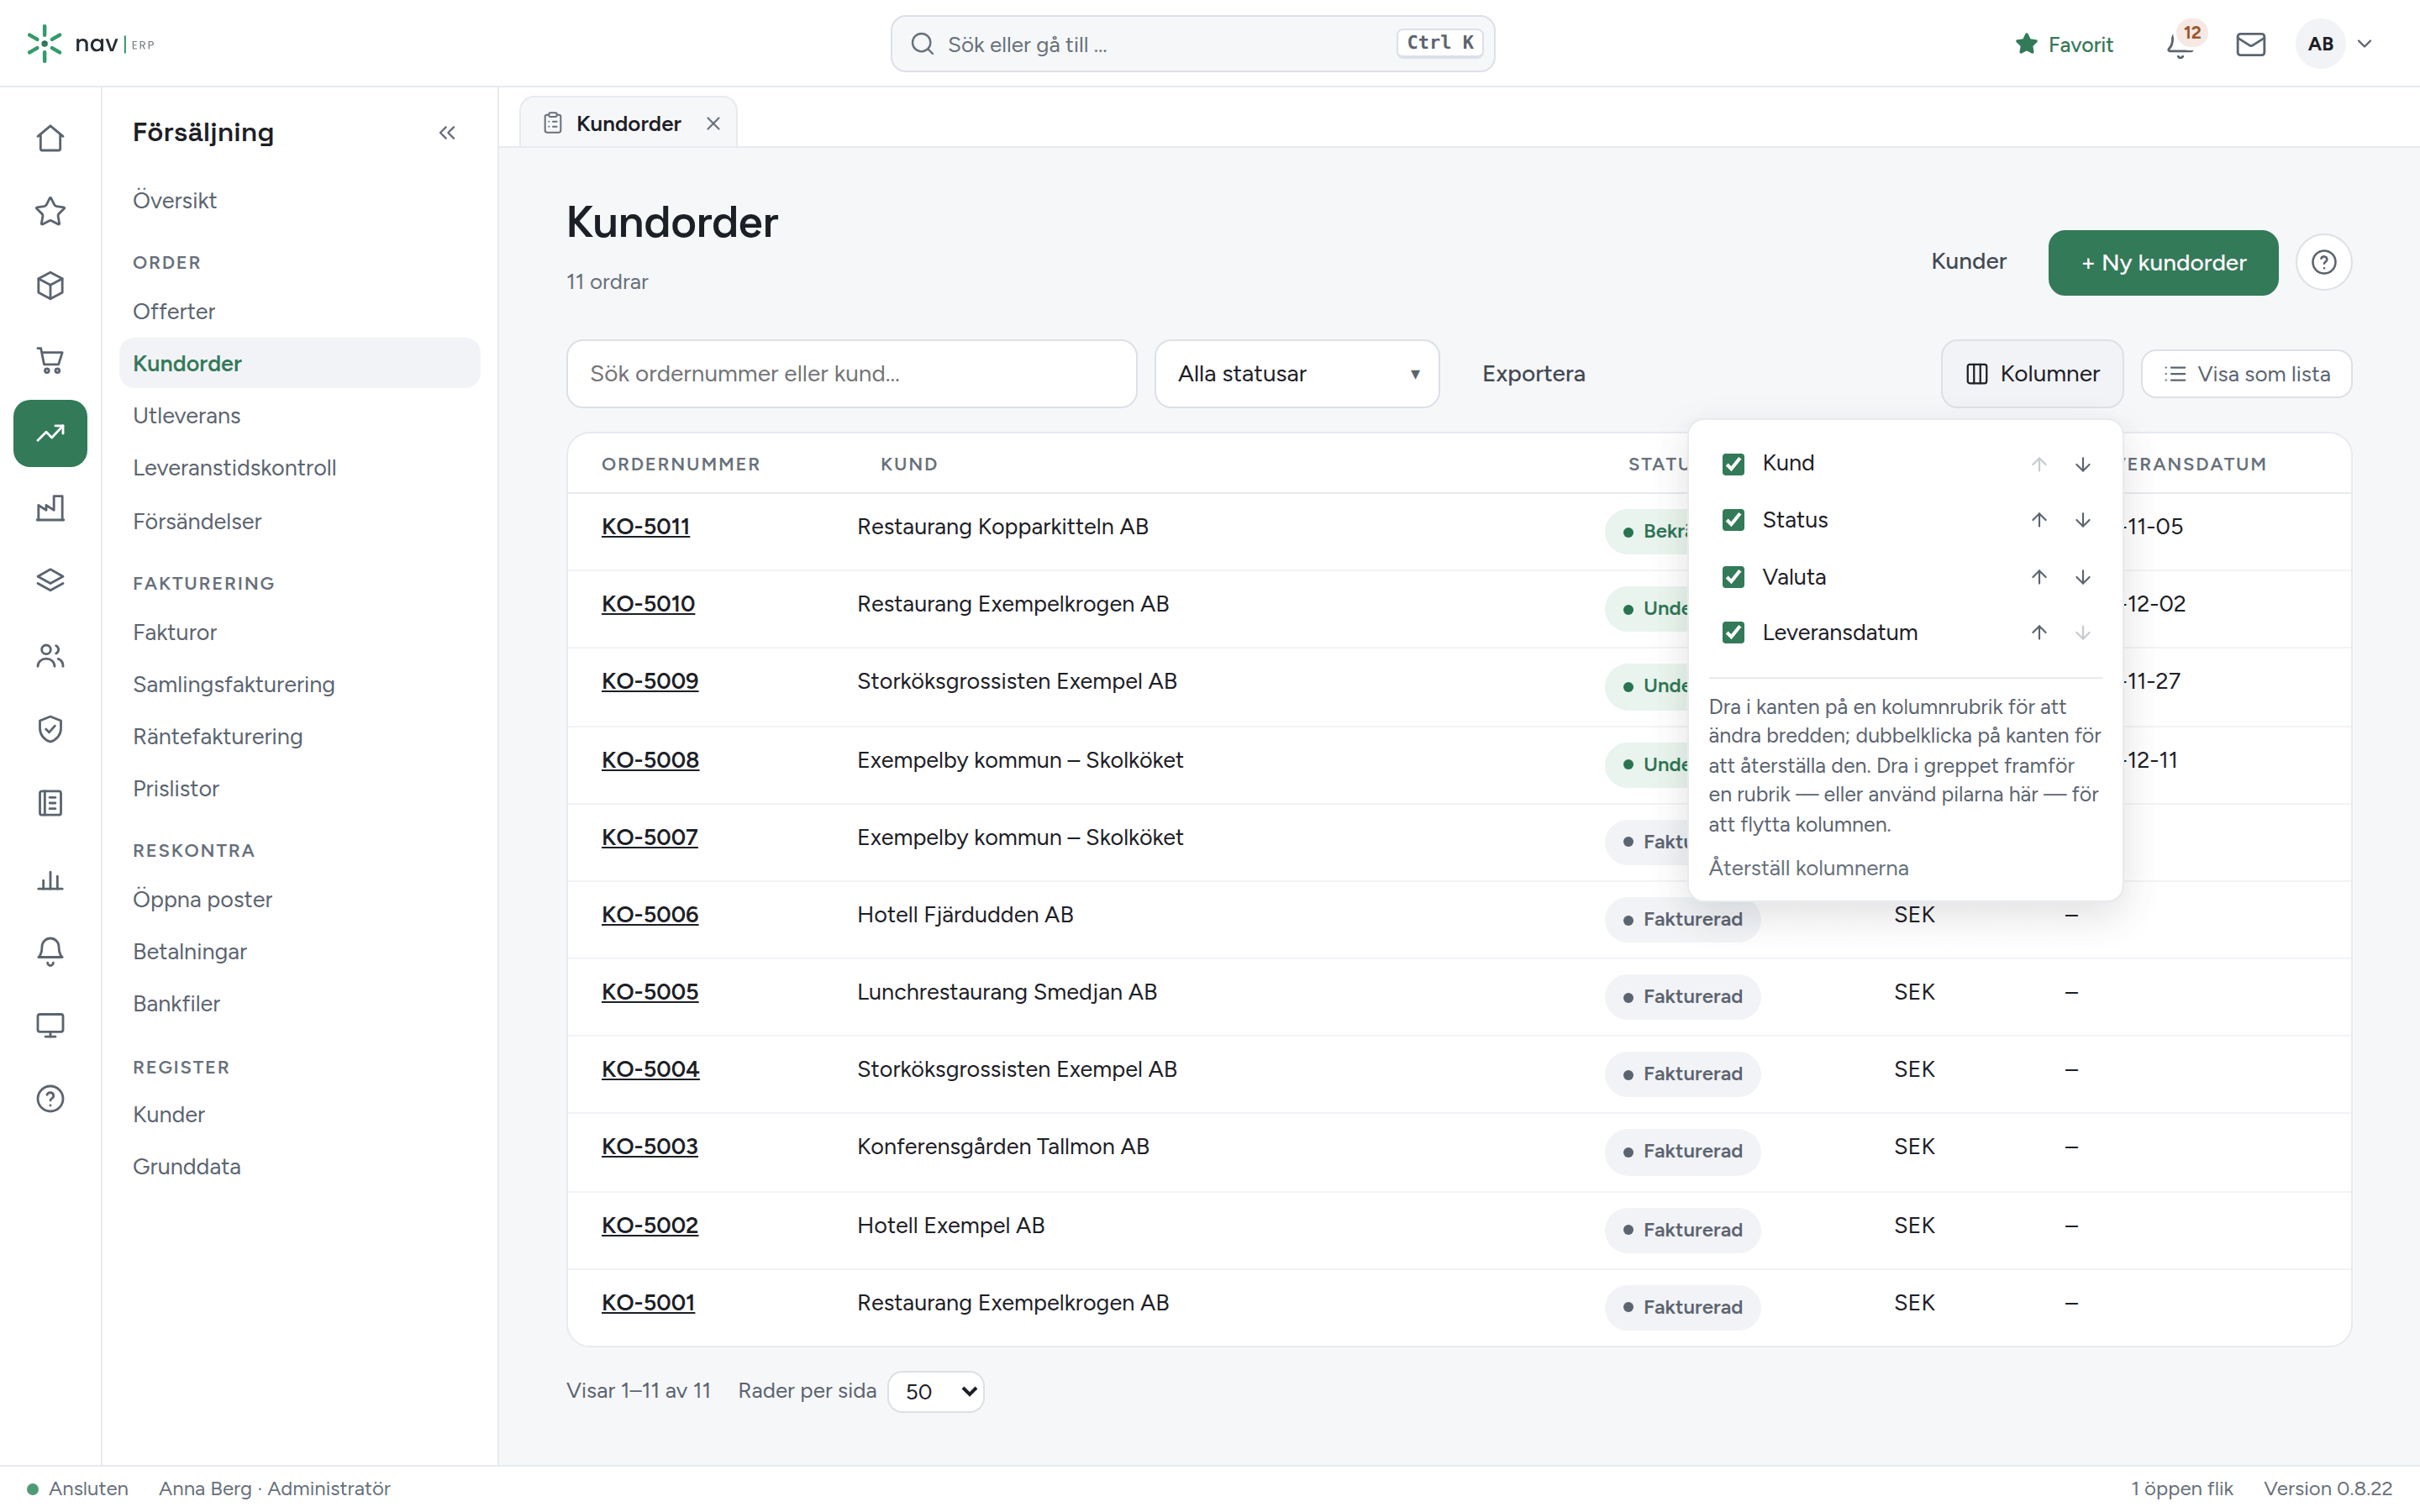 nav | ERP
Sök eller gå till ...
Ctrl K
Favorit
12
AB
Försäljning
Översikt
ORDER
Offerter
Kundorder
Utleverans
Leveranstidskontroll
Försändelser
FAKTURERING
Fakturor
Samlingsfakturering
Räntefakturering
Prislistor
RESKONTRA
Öppna poster
Betalningar
Bankfiler
REGISTER
Kunder
Grunddata
Kundorder
Kundorder
11 ordrar
Kunder
+ Ny kundorder
Sök ordernummer eller kund...
Alla statusar
Exportera
Kolumner
Visa som lista
ORDERNUMMER KUND
KO-5011 Restaurang Kopparkitteln AB -11-05
KO-5010 Restaurang Exempelkrogen AB -12-02
KO-5009 Storköksgrossisten Exempel AB -11-27
KO-5008 Exempelby kommun – Skolköket -12-11
KO-5007 Exempelby kommun – Skolköket
KO-5006 Hotell Fjärdudden AB Fakturerad SEK –
KO-5005 Lunchrestaurang Smedjan AB Fakturerad SEK –
KO-5004 Storköksgrossisten Exempel AB Fakturerad SEK –
KO-5003 Konferensgården Tallmon AB Fakturerad SEK –
KO-5002 Hotell Exempel AB Fakturerad SEK –
KO-5001 Restaurang Exempelkrogen AB Fakturerad SEK –
Kund
Status
Valuta
Leveransdatum
Dra i kanten på en kolumnrubrik för att
ändra bredden; dubbelklicka på kanten för
att återställa den. Dra i greppet framför
en rubrik — eller använd pilarna här — för
att flytta kolumnen.
Återställ kolumnerna
Visar 1–11 av 11 Rader per sida 50
Ansluten Anna Berg · Administratör
1 öppen flik Version 0.8.22